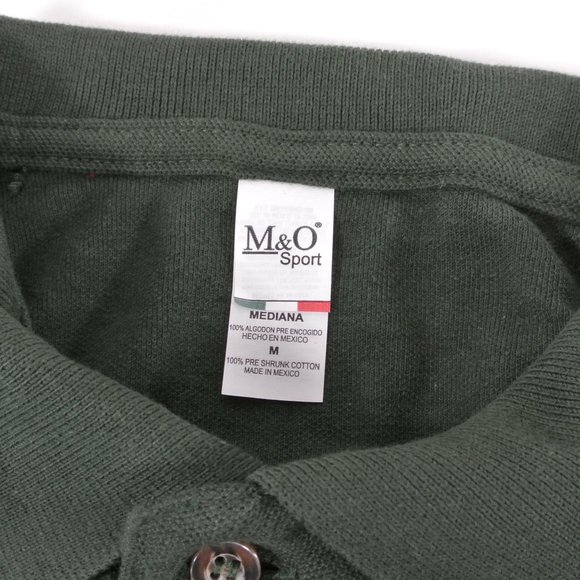 M&O®
Sport
MEDIANA
100% ALGODON PRE ENCOGIDO
HECHO EN MEXICO
M
100% PRE SHRUNK COTTON
MADE IN MEXICO